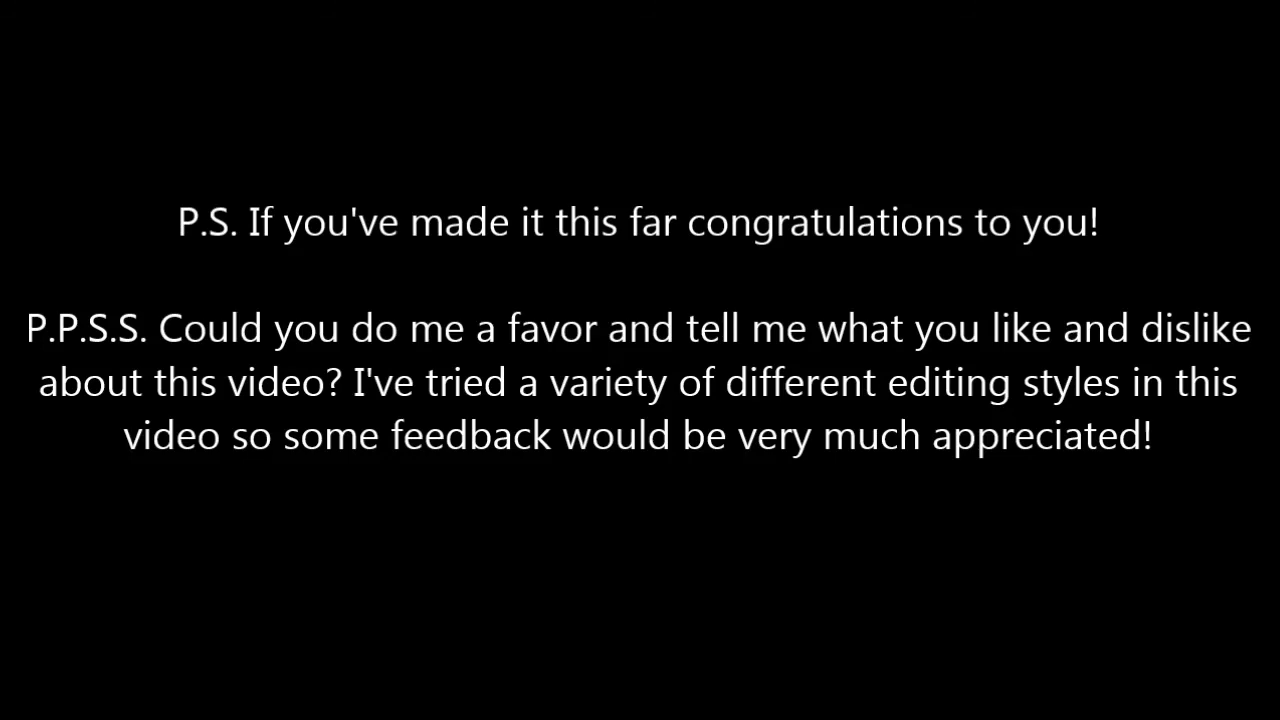 P.S. If you've made it this far congratulations to you!
P.P.S.S. Could you do me a favor and tell me what you like and dislike
about this video? I've tried a variety of different editing styles in this
video so some feedback would be very much appreciated!